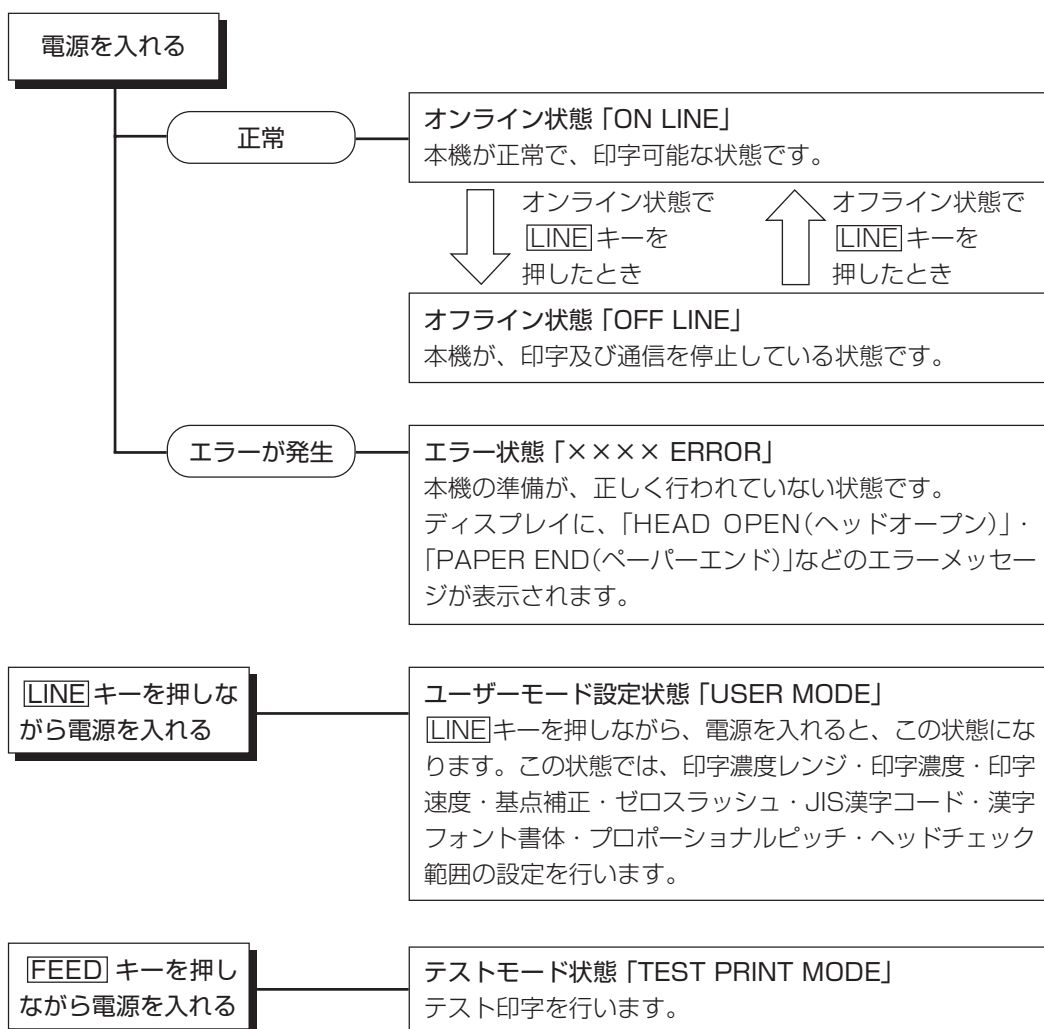 電源を入れる
正常
オンライン状態「ON LINE」
本機が正常で、印字可能な状態です。
オンライン状態で
LINEキーを
押したとき
オフライン状態で
LINEキーを
押したとき
オフライン状態「OFF LINE」
本機が、印字及び通信を停止している状態です。
エラーが発生
エラー状態「×××× ERROR」
本機の準備が、正しく行われていない状態です。
ディスプレイに、「HEAD OPEN(ヘッドオープン)」・
「PAPER END(ペーパーエンド)」などのエラーメッセー
ジが表示されます。
LINEキーを押しな
がら電源を入れる
ユーザーモード設定状態「USER MODE」
LINEキーを押しながら、電源を入れると、この状態にな
ります。この状態では、印字濃度レンジ・印字濃度・印字
速度・基点補正・ゼロスラッシュ・JIS漢字コード・漢字
フォント書体・プロポーショナルピッチ・ヘッドチェック
範囲の設定を行います。
FEED キーを押し
ながら電源を入れる
テストモード状態「TEST PRINT MODE」
テスト印字を行います。